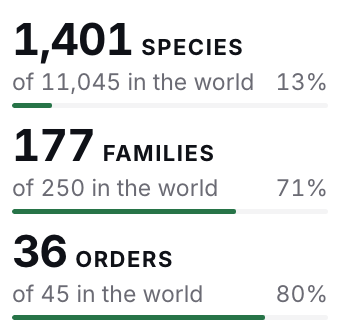 1,401 SPECIES
of 11,045 in the world 13%
177 FAMILIES
of 250 in the world 71%
36 ORDERS
of 45 in the world 80%